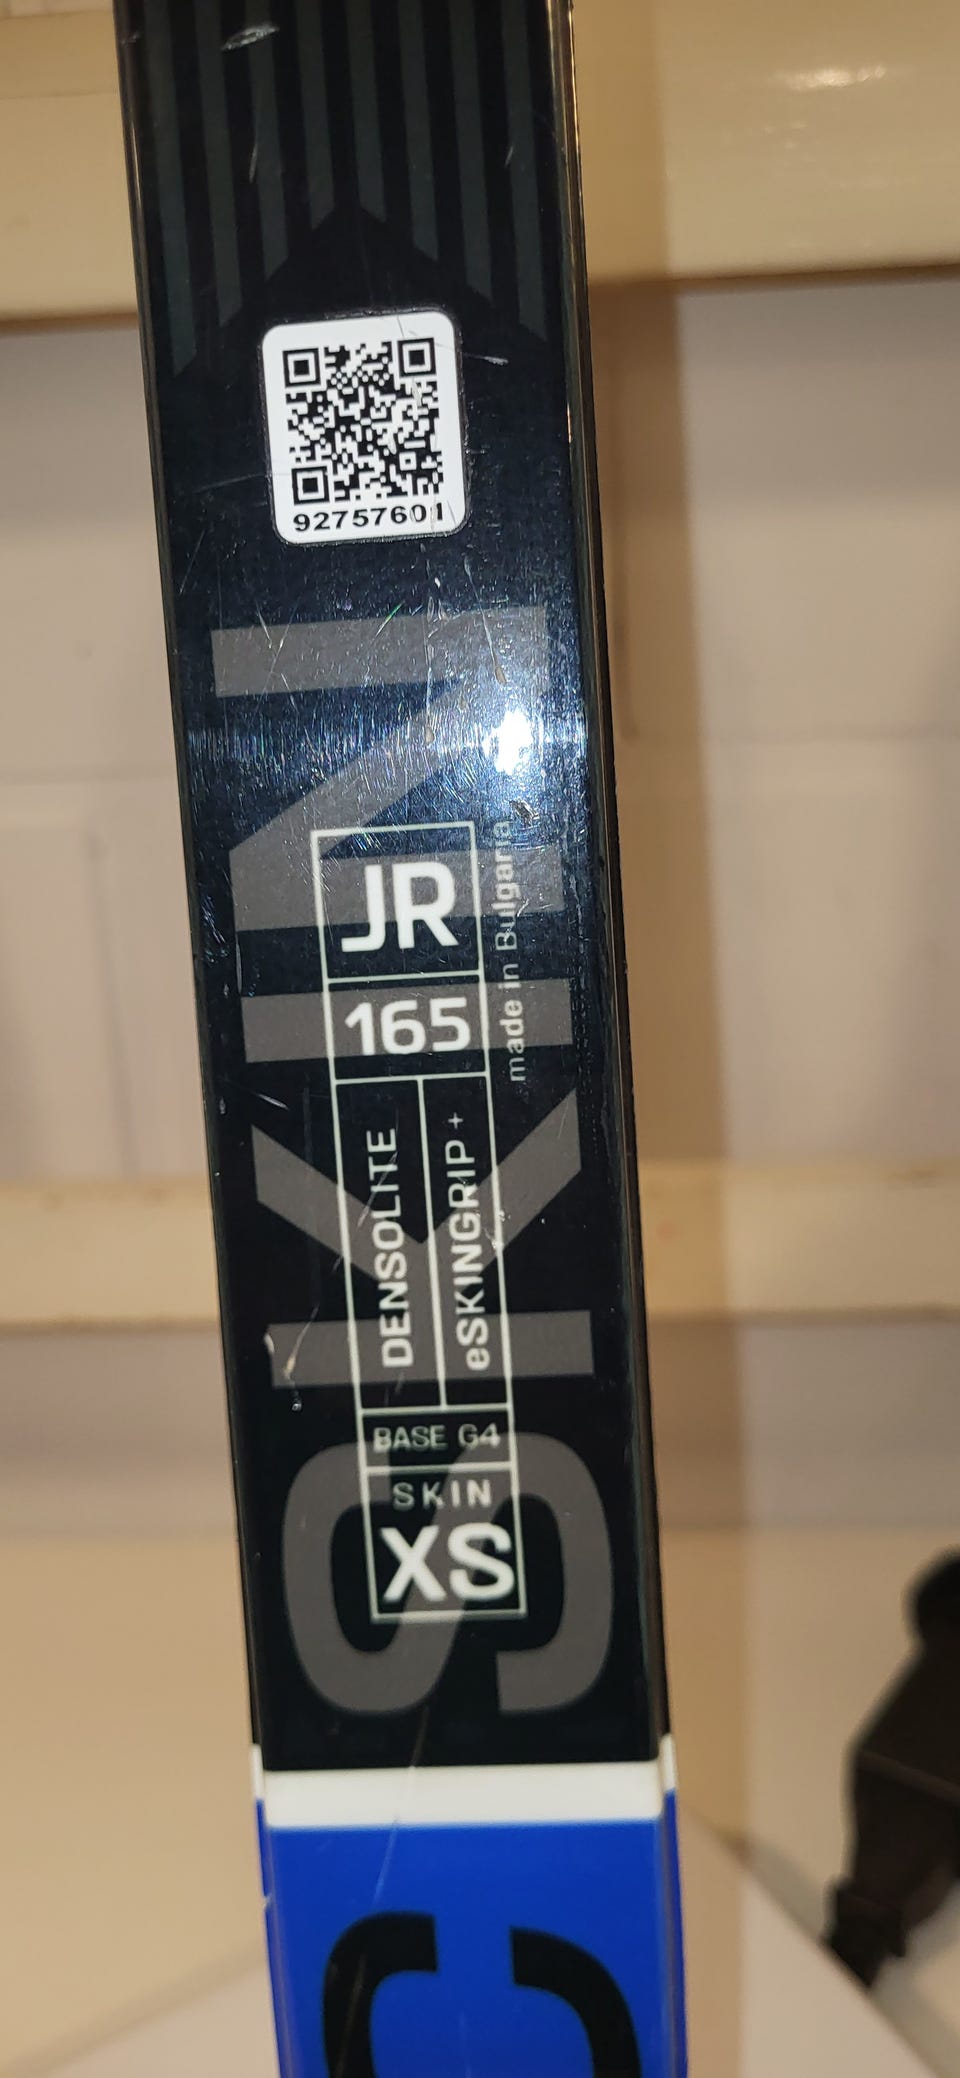 92757601
SKIN
JR
165
DENSOLITE
eSKINGRIP +
BASE G4
SKIN
XS
made in Bulgaria